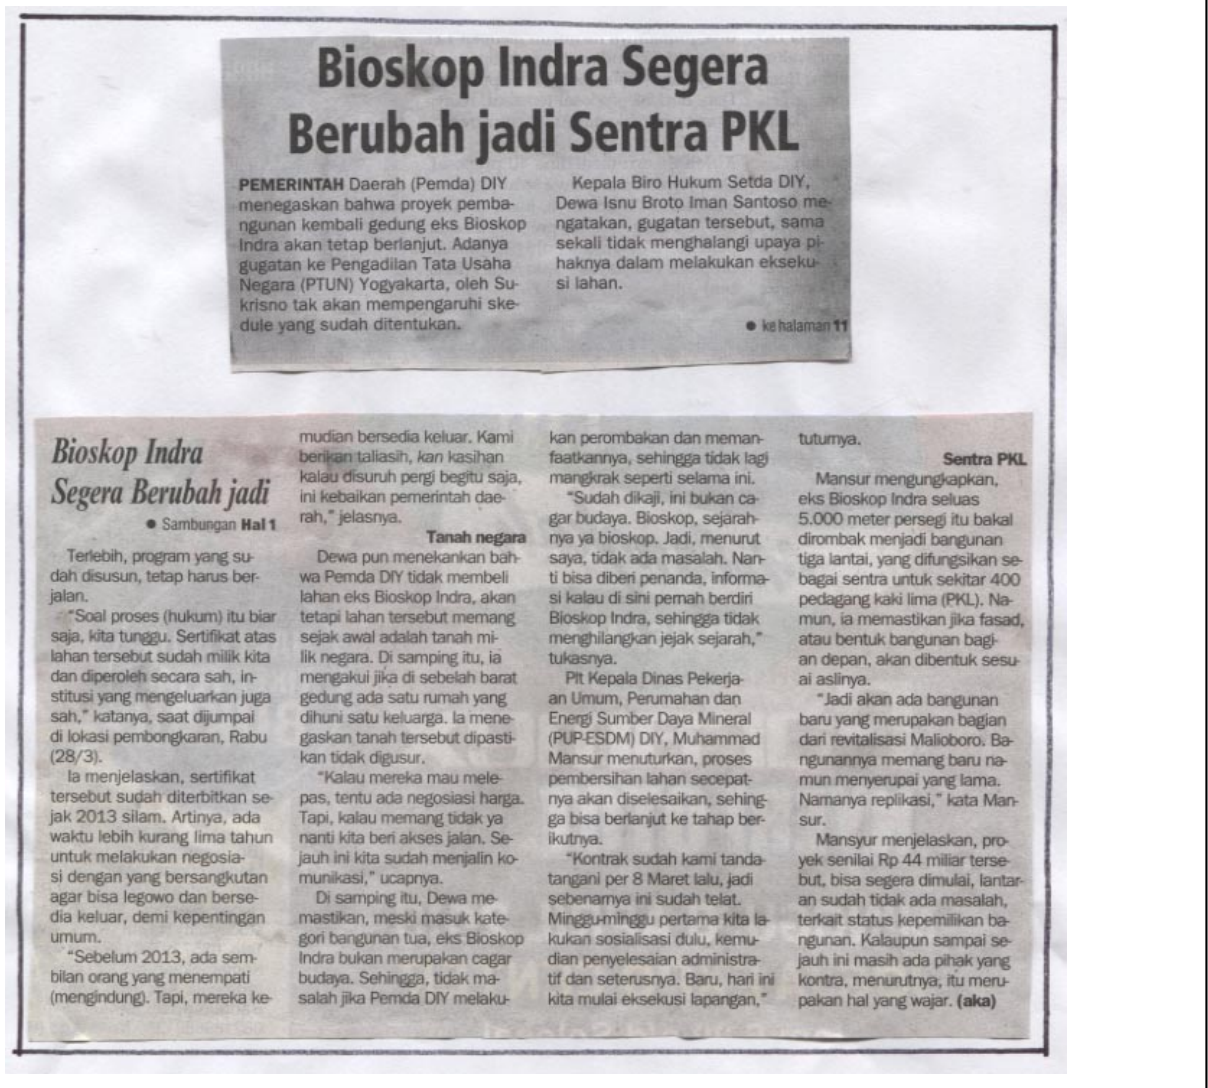 Bioskop Indra Segera
Berubah jadi Sentra PKL
PEMERINTAH Daerah (Pemda) DIY
menegaskan bahwa proyek pemba-
ngunan kembali gedung eks Bioskop
Indra akan tetap berlanjut. Adanya
gugatan ke Pengadilan Tata Usaha
Negara (PTUN) Yogyakarta, oleh Su-
krisno tak akan mempengaruhi ske-
dule yang sudah ditentukan.
Kepala Biro Hukum Setda DIY,
Dewa Isnu Broto Iman Santoso me-
ngatakan, gugatan tersebut, sama
sekali tidak menghalangi upaya pi-
haknya dalam melakukan ekseku-
si lahan.
● ke halaman 11
Bioskop Indra
Segera Berubah jadi
● Sambungan Hal 1
Terlebih, program yang su-
dah disusun, tetap harus ber-
jalan.
"Soal proses (hukum) itu biar
saja, kita tunggu. Sertifikat atas
lahan tersebut sudah milik kita
dan diperoleh secara sah, in-
stitusi yang mengeluarkan juga
sah," katanya, saat dijumpai
di lokasi pembongkaran, Rabu
(28/3).
Ia menjelaskan, sertifikat
tersebut sudah diterbitkan se-
jak 2013 silam. Artinya, ada
waktu lebih kurang lima tahun
untuk melakukan negosia-
si dengan yang bersangkutan
agar bisa legowo dan berse-
dia keluar, demi kepentingan
umum.
"Sebelum 2013, ada sem-
bilan orang yang menempati
(mengindung). Tapi, mereka ke-
mudian bersedia keluar. Kami
berikan taliasih, kan kasihan
kalau disuruh pergi begitu saja,
ini kebaikan pemerintah dae-
rah," jelasnya.
Tanah negara
Dewa pun menekankan bah-
wa Pemda DIY tidak membeli
lahan eks Bioskop Indra, akan
tetapi lahan tersebut memang
sejak awal adalah tanah mi-
lik negara. Di samping itu, ia
mengakui jika di sebelah barat
gedung ada satu rumah yang
dihuni satu keluarga. Ia mene-
gaskan tanah tersebut dipasti-
kan tidak digusur.
"Kalau mereka mau mele-
pas, tentu ada negosiasi harga.
Tapi, kalau memang tidak ya
nanti kita beri akses jalan. Se-
jauh ini kita sudah menjalin ko-
munikasi," ucapnya.
Di samping itu, Dewa me-
mastikan, meski masuk kate-
gori bangunan tua, eks Bioskop
Indra bukan merupakan cagar
budaya. Sehingga, tidak ma-
salah jika Pemda DIY melaku-
kan perombakan dan meman-
faatkannya, sehingga tidak lagi
mangkrak seperti selama ini.
"Sudah dikaji, ini bukan ca-
gar budaya. Bioskop, sejarah-
nya ya bioskop. Jadi, menurut
saya, tidak ada masalah. Nan-
ti bisa diberi penanda, informa-
si kalau di sini pernah berdiri
Bioskop Indra, sehingga tidak
menghilangkan jejak sejarah,"
tukasnya.
Plt Kepala Dinas Pekerja-
an Umum, Perumahan dan
Energi Sumber Daya Mineral
(PUP-ESDM) DIY, Muhammad
Mansur menuturkan, proses
pembersihan lahan secepat-
nya akan diselesaikan, sehing-
ga bisa berlanjut ke tahap ber-
ikutnya.
"Kontrak sudah kami tanda-
tangani per 8 Maret lalu, jadi
sebenarnya ini sudah telat.
Minggu-minggu pertama kita la-
kukan sosialisasi dulu, kemu-
dian penyelesaian administra-
tif dan seterusnya. Baru, hari ini
kita mulai eksekusi lapangan,"
tuturnya.
Sentra PKL
Mansur mengungkapkan,
eks Bioskop Indra seluas
5.000 meter persegi itu bakal
dirombak menjadi bangunan
tiga lantai, yang difungsikan se-
bagai sentra untuk sekitar 400
pedagang kaki lima (PKL). Na-
mun, ia memastikan jika fasad,
atau bentuk bangunan bagi-
an depan, akan dibentuk sesu-
ai aslinya.
"Jadi akan ada bangunan
baru yang merupakan bagian
dari revitalisasi Malioboro. Ba-
ngunannya memang baru na-
mun menyerupai yang lama.
Namanya replikasi," kata Man-
sur.
Mansyur menjelaskan, pro-
yek senilai Rp 44 miliar terse-
but, bisa segera dimulai, lantar-
an sudah tidak ada masalah,
terkait status kepemilikan ba-
ngunan. Kalaupun sampai se-
jauh ini masih ada pihak yang
kontra, menurutnya, itu meru-
pakan hal yang wajar. (aka)